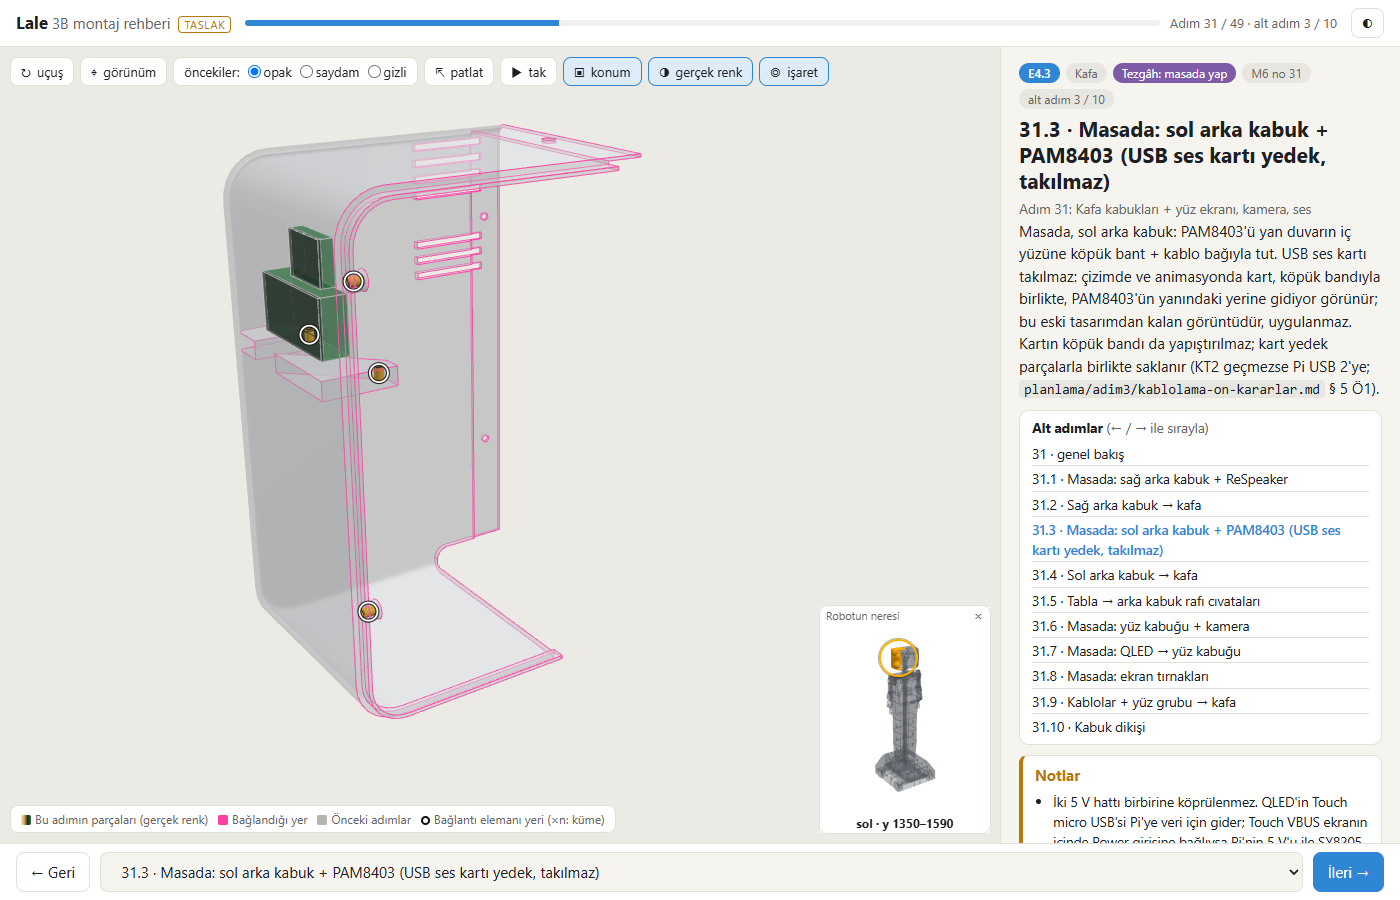 Lale 3B montaj rehberi TASLAK
Adım 31 / 49 · alt adım 3 / 10
↻ uçuş
⌖ görünüm
öncekiler: opak saydam gizli
⇱ patlat
▶ tak
▣ konum
◑ gerçek renk
◎ işaret
E4.3 Kafa Tezgâh: masada yap M6 no 31
alt adım 3 / 10
31.3 · Masada: sol arka kabuk +
PAM8403 (USB ses kartı yedek,
takılmaz)
Adım 31: Kafa kabukları + yüz ekranı, kamera, ses
Masada, sol arka kabuk: PAM8403'ü yan duvarın iç
yüzüne köpük bant + kablo bağıyla tut. USB ses kartı
takılmaz: çizimde ve animasyonda kart, köpük bandıyla
birlikte, PAM8403'ün yanındaki yerine gidiyor görünür;
bu eski tasarımdan kalan görüntüdür, uygulanmaz.
Kartın köpük bandı da yapıştırılmaz; kart yedek
parçalarla birlikte saklanır (KT2 geçmezse Pi USB 2'ye;
planlama/adim3/kablolama-on-kararlar.md § 5 Ö1).
Alt adımlar (← / → ile sırayla)
31 · genel bakış
31.1 · Masada: sağ arka kabuk + ReSpeaker
31.2 · Sağ arka kabuk → kafa
31.3 · Masada: sol arka kabuk + PAM8403 (USB ses
kartı yedek, takılmaz)
31.4 · Sol arka kabuk → kafa
31.5 · Tabla → arka kabuk rafı cıvataları
31.6 · Masada: yüz kabuğu + kamera
31.7 · Masada: QLED → yüz kabuğu
31.8 · Masada: ekran tırnakları
31.9 · Kablolar + yüz grubu → kafa
31.10 · Kabuk dikişi
Notlar
• İki 5 V hattı birbirine köprülenmez. QLED'in Touch
micro USB'si Pi'ye veri için gider; Touch VBUS ekranın
içinde Power girişine bağlıysa Pi'nin 5 V'u ile SY8205
Robotun neresi ×
sol · y 1350–1590
Bu adımın parçaları (gerçek renk) Bağlandığı yer Önceki adımlar Bağlantı elemanı yeri (×n: küme)
← Geri
31.3 · Masada: sol arka kabuk + PAM8403 (USB ses kartı yedek, takılmaz)
İleri →